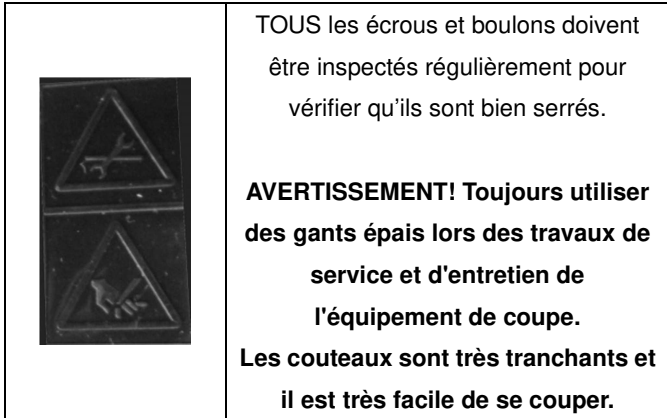 TOUS les écrous et boulons doivent
être inspectés régulièrement pour
vérifier qu'ils sont bien serrés.
AVERTISSEMENT! Toujours utiliser
des gants épais lors des travaux de
service et d'entretien de
l'équipement de coupe.
Les couteaux sont très tranchants et
il est très facile de se couper.